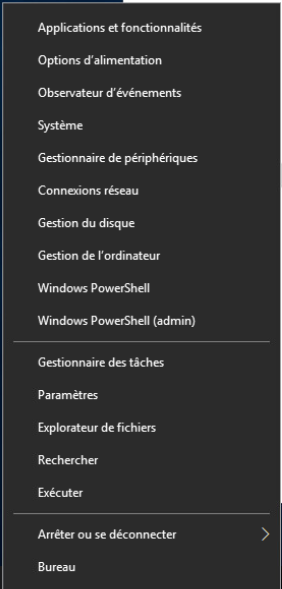 Applications et fonctionnalités
Options d’alimentation
Observateur d’événements
Système
Gestionnaire de périphériques
Connexions réseau
Gestion du disque
Gestion de l’ordinateur
Windows PowerShell
Windows PowerShell (admin)
Gestionnaire des tâches
Paramètres
Explorateur de fichiers
Rechercher
Exécuter
Arrêter ou se déconnecter
Bureau